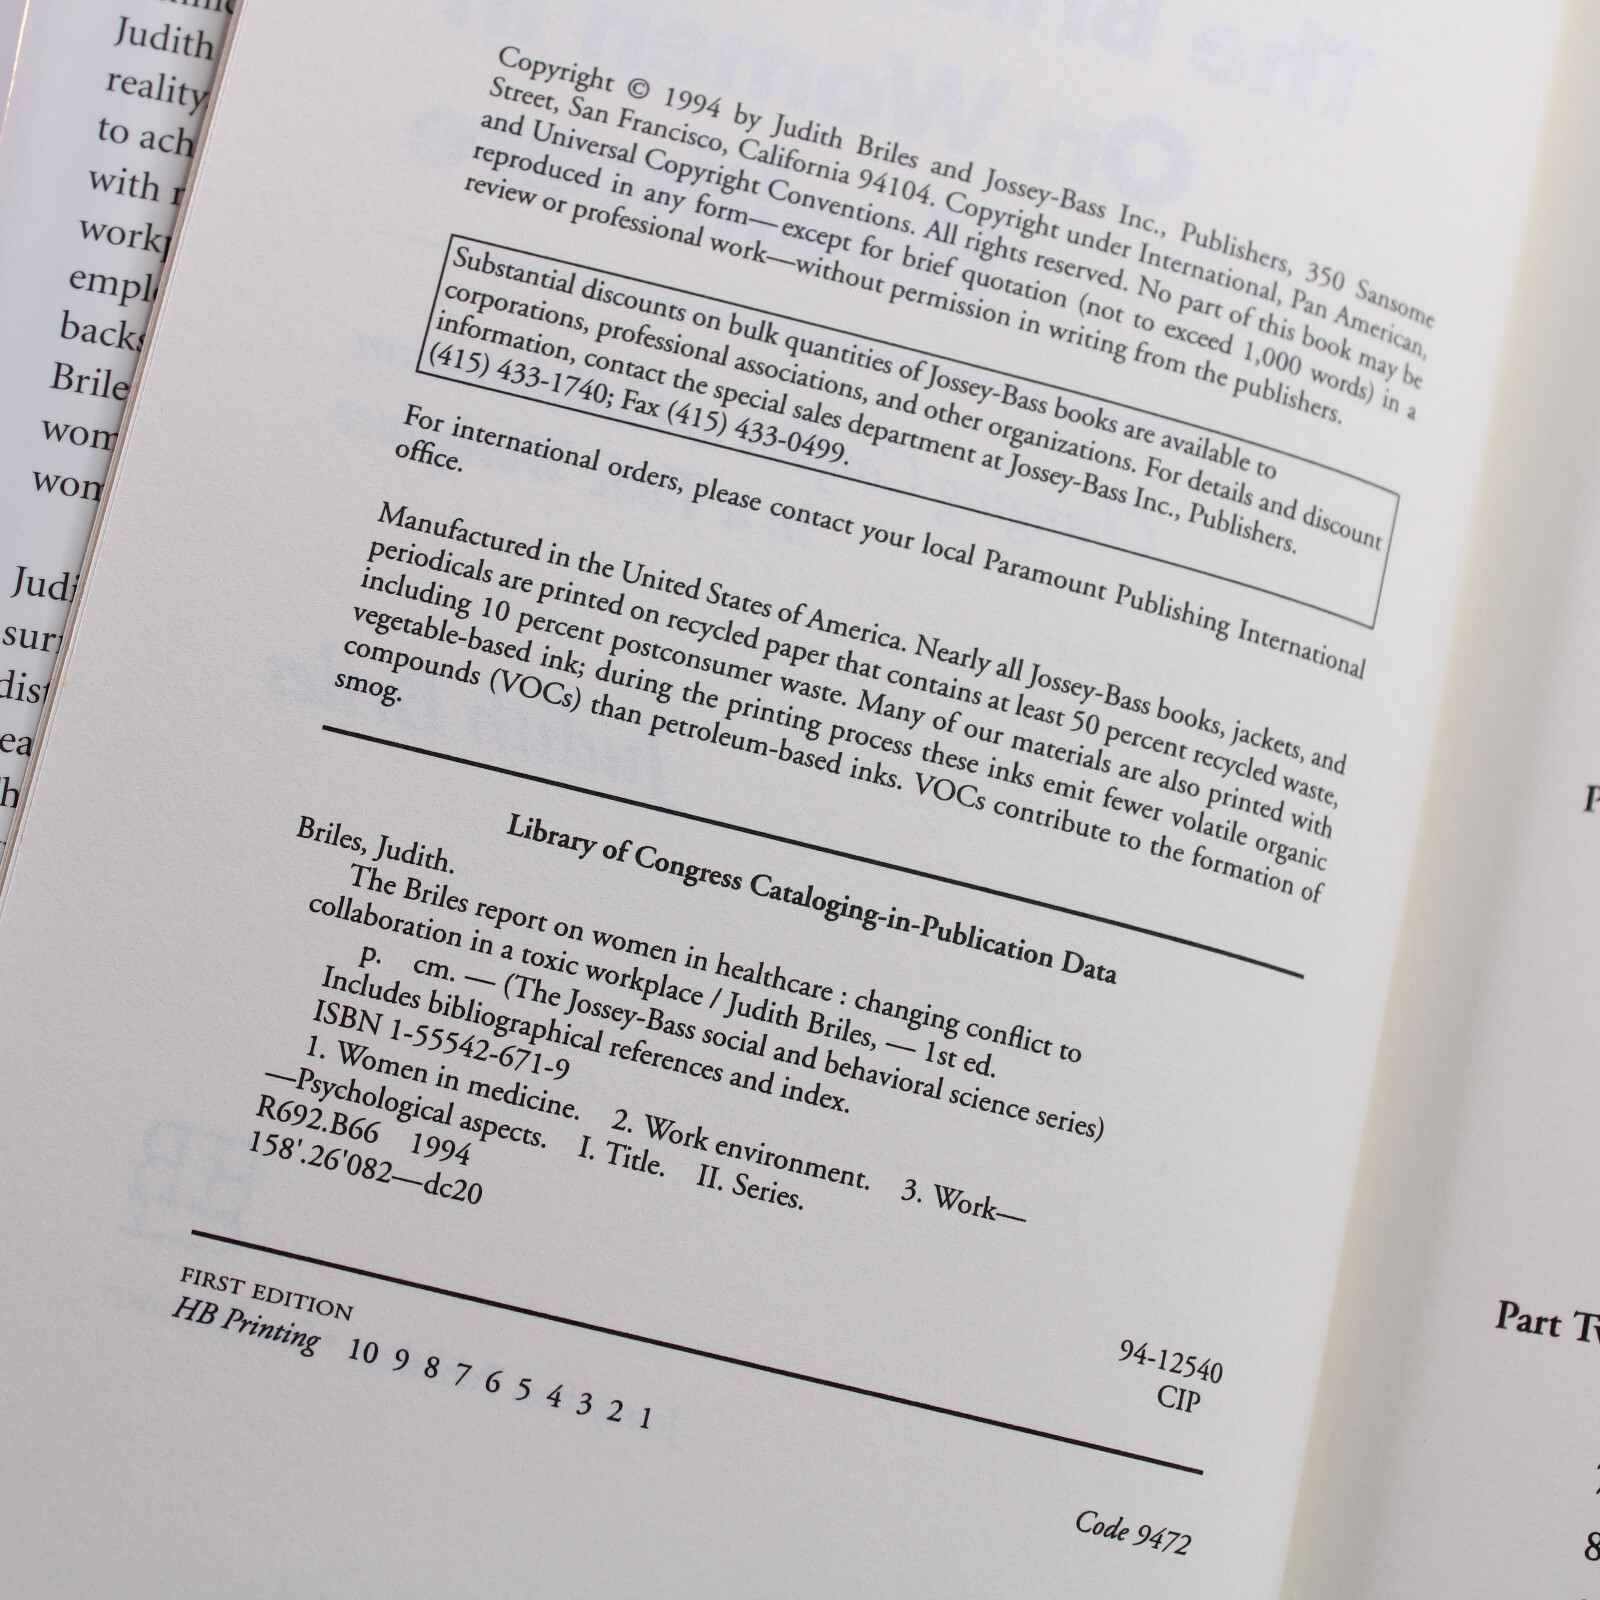 Judith
reality
to ach
with
Brile
Copyright © 1994 by Judith Briles and Jossey-Bass Inc., Publishers, 350 Sansome
Street, San Francisco, California 94104. Copyright under International, Pan American,
and Universal Copyright Conventions. All rights reserved. No part of this book may be
reproduced in any form—except for brief quotation (not to exceed 1,000 words) in a
review or professional work—without permission in writing from the publishers.
Substantial discounts on bulk quantities of Jossey-Bass books are available to
corporations, professional associations, and other organizations. For details and discount
information, contact the special sales department at Jossey-Bass Inc., Publishers.
(415) 433-1740; Fax (415) 433-0499.
For international orders, please contact your local Paramount Publishing International
office.
Manufactured in the United States of America. Nearly all Jossey-Bass books, jackets, and
periodicals are printed on recycled paper that contains at least 50 percent recycled waste,
including 10 percent postconsumer waste. Many of our materials are also printed with
vegetable-based ink; during the printing process these inks emit fewer volatile organic
compounds (VOCs) than petroleum-based inks. VOCs contribute to the formation of
smog.
Library of Congress Cataloging-in-Publication Data
Briles, Judith.
The Briles report on women in healthcare : changing conflict to
collaboration in a toxic workplace / Judith Briles, — 1st ed.
p. cm. — (The Jossey-Bass social and behavioral science series)
Includes bibliographical references and index.
ISBN 1-55542-671-9
1. Women in medicine. 2. Work environment. 3. Work—
—Psychological aspects. I. Title. II. Series.
R692.B66 1994
158'.26'082—dc20
94-12540
CIP
FIRST EDITION
HB Printing 10 9 8 7 6 5 4 3 2 1
Code 9472
Part
8